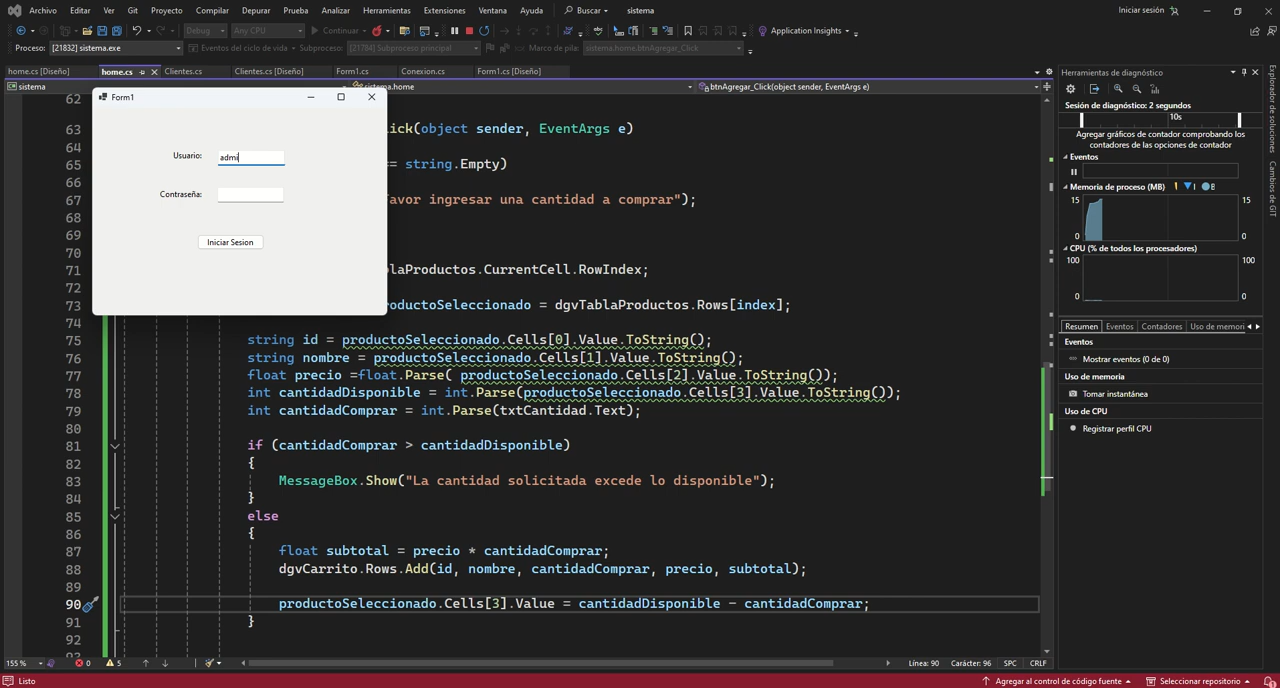 Archivo Editar Ver Git Proyecto Compilar Depurar Prueba Analizar Herramientas Extensiones Ventana Ayuda Buscar sistema Iniciar sesión
Debug Any CPU Continuar Application Insights
Proceso: [21832] sistema.exe Eventos del ciclo de vida Subproceso: [21784] Subproceso principal Marco de pila: sistema.home.btnAgregar_Click
home.cs [Diseño] home.cs Clientes.cs Clientes.cs [Diseño] Form1.cs Conexion.cs Form1.cs [Diseño]
sistema sistema.home btnAgregar_Click(object sender, EventArgs e)
Form1
Usuario: admi
Contraseña:
Iniciar Sesion
62
63 lick(object sender, EventArgs e)
64
65 == string.Empty)
66
67 avor ingresar una cantidad a comprar");
68
69
70
71 laProductos.CurrentCell.RowIndex;
72
73 oductoSeleccionado = dgvTablaProductos.Rows[index];
74
75 string id = productoSeleccionado.Cells[0].Value.ToString();
76 string nombre = productoSeleccionado.Cells[1].Value.ToString();
77 float precio =float.Parse( productoSeleccionado.Cells[2].Value.ToString());
78 int cantidadDisponible = int.Parse(productoSeleccionado.Cells[3].Value.ToString());
79 int cantidadComprar = int.Parse(txtCantidad.Text);
80
81 if (cantidadComprar > cantidadDisponible)
82 {
83 MessageBox.Show("La cantidad solicitada excede lo disponible");
84 }
85 else
86 {
87 float subtotal = precio * cantidadComprar;
88 dgvCarrito.Rows.Add(id, nombre, cantidadComprar, precio, subtotal);
89
90 productoSeleccionado.Cells[3].Value = cantidadDisponible - cantidadComprar;
91 }
92
93
155 % 0 5 Línea: 90 Carácter: 96 SPC CRLF
Listo Agregar al control de código fuente Seleccionar repositorio
Herramientas de diagnóstico
Sesión de diagnóstico: 2 segundos
10s
Agregar gráficos de contador comprobando los
contadores de las opciones de contador
Eventos
Memoria de proceso (MB) I B
15 15
0 0
CPU (% de todos los procesadores)
100 100
0 0
Resumen Eventos Contadores Uso de memori
Eventos
Mostrar eventos (0 de 0)
Uso de memoria
Tomar instantánea
Uso de CPU
Registrar perfil CPU
Explorador de soluciones
Cambios de GIT